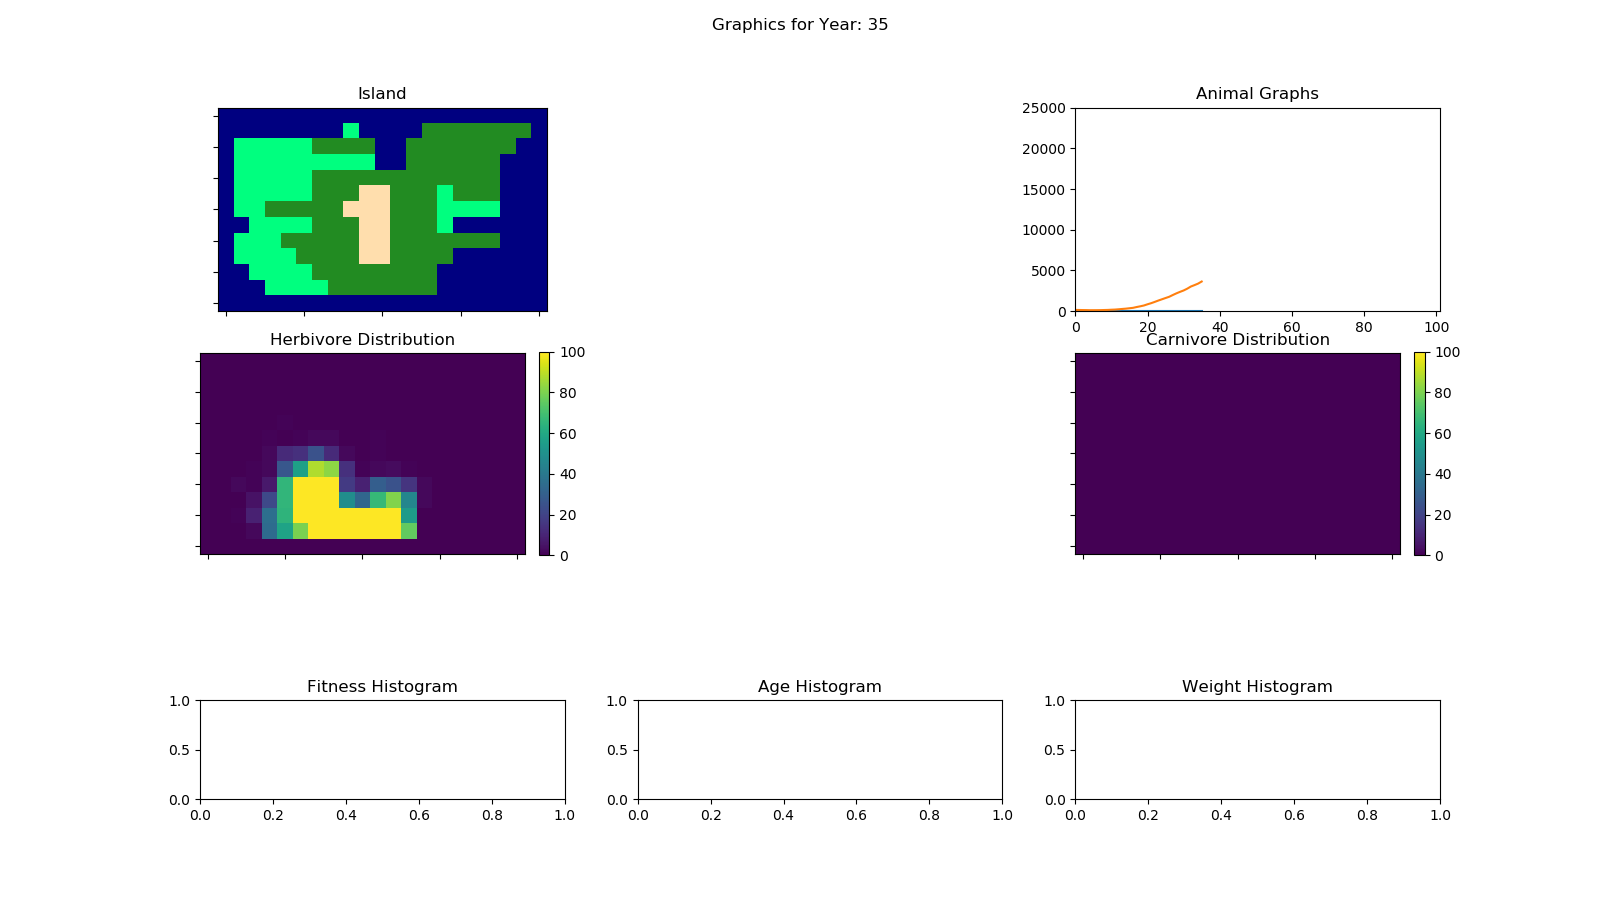 Graphics for Year: 35
Island
Animal Graphs
25000
20000
15000
10000
5000
0
0 20 40 60 80 100
Herbivore Distribution
100
80
60
40
20
0
Carnivore Distribution
100
80
60
40
20
0
Fitness Histogram
1.0
0.5
0.0
0.0 0.2 0.4 0.6 0.8 1.0
Age Histogram
1.0
0.5
0.0
0.0 0.2 0.4 0.6 0.8 1.0
Weight Histogram
1.0
0.5
0.0
0.0 0.2 0.4 0.6 0.8 1.0